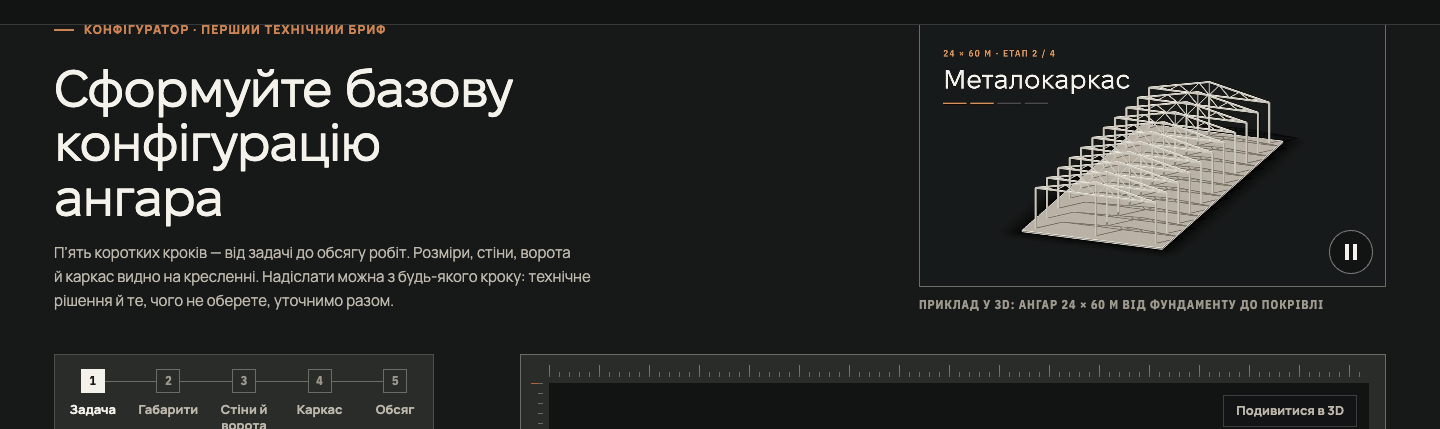 КОНФІГУРАТОР · ПЕРШИЙ ТЕХНІЧНИЙ БРИФ
Сформуйте базову
конфігурацію
ангара
П'ять коротких кроків — від задачі до обсягу робіт. Розміри, стіни, ворота
й каркас видно на кресленні. Надіслати можна з будь-якого кроку: технічне
рішення й те, чого не оберете, уточнимо разом.
24 × 60 М · ЕТАП 2 / 4
Металокаркас
ПРИКЛАД У 3D: АНГАР 24 × 60 М ВІД ФУНДАМЕНТУ ДО ПОКРІВЛІ
1 2 3 4 5
Задача Габарити Стіни й Каркас Обсяг
ворота
Подивитися в 3D